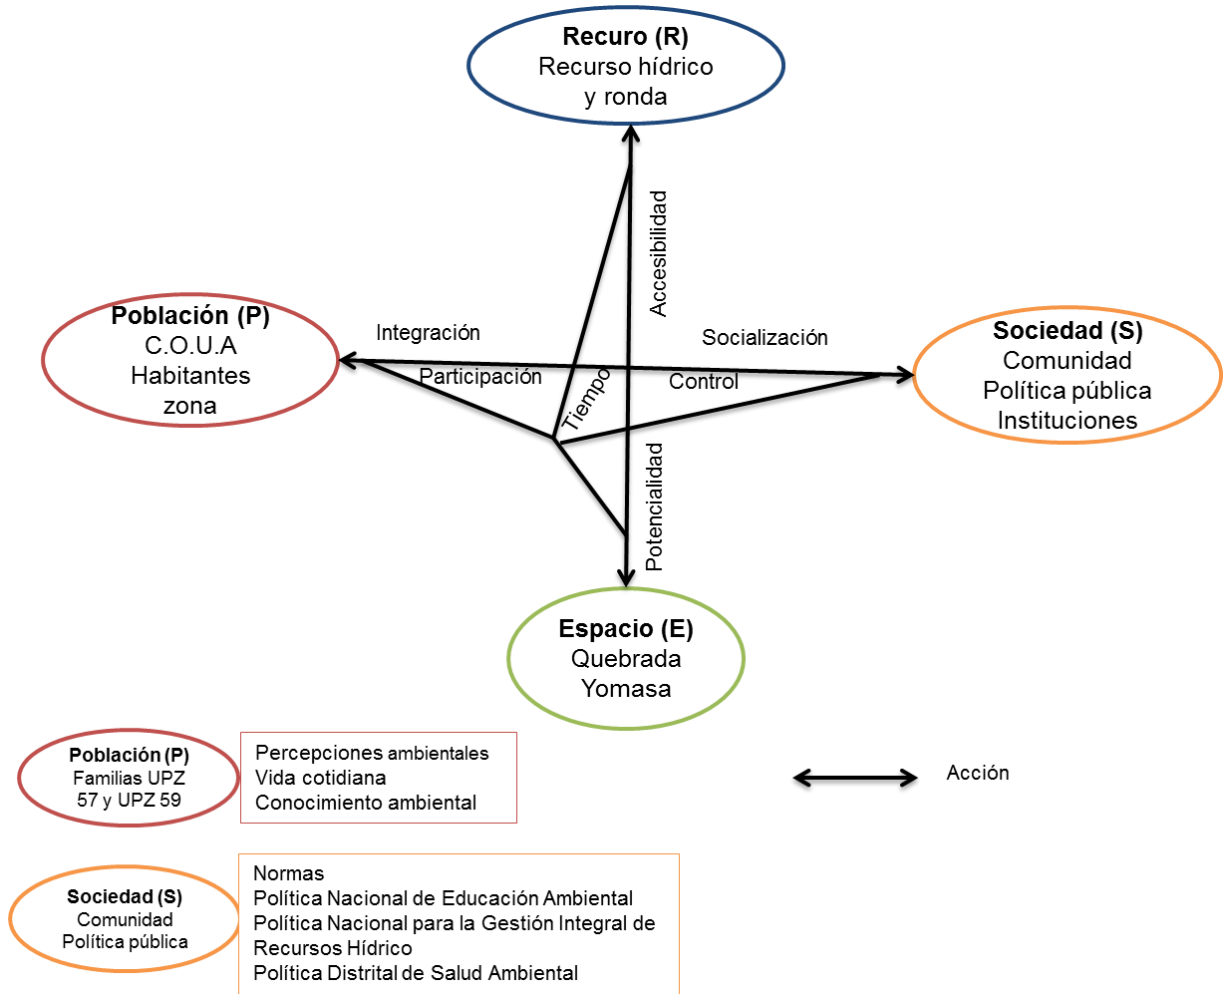 Recuro (R)
Recurso hídrico
y ronda
Accesibilidad
Población (P)
C.O.U.A
Habitantes
zona
Integración
Participación
Tiempo
Socialización
Control
Sociedad (S)
Comunidad
Política pública
Instituciones
Potencialidad
Espacio (E)
Quebrada
Yomasa
Población (P)
Familias UPZ
57 y UPZ 59
Percepciones ambientales
Vida cotidiana
Conocimiento ambiental
Acción
Sociedad (S)
Comunidad
Política pública
Normas
Política Nacional de Educación Ambiental
Política Nacional para la Gestión Integral de
Recursos Hídrico
Política Distrital de Salud Ambiental